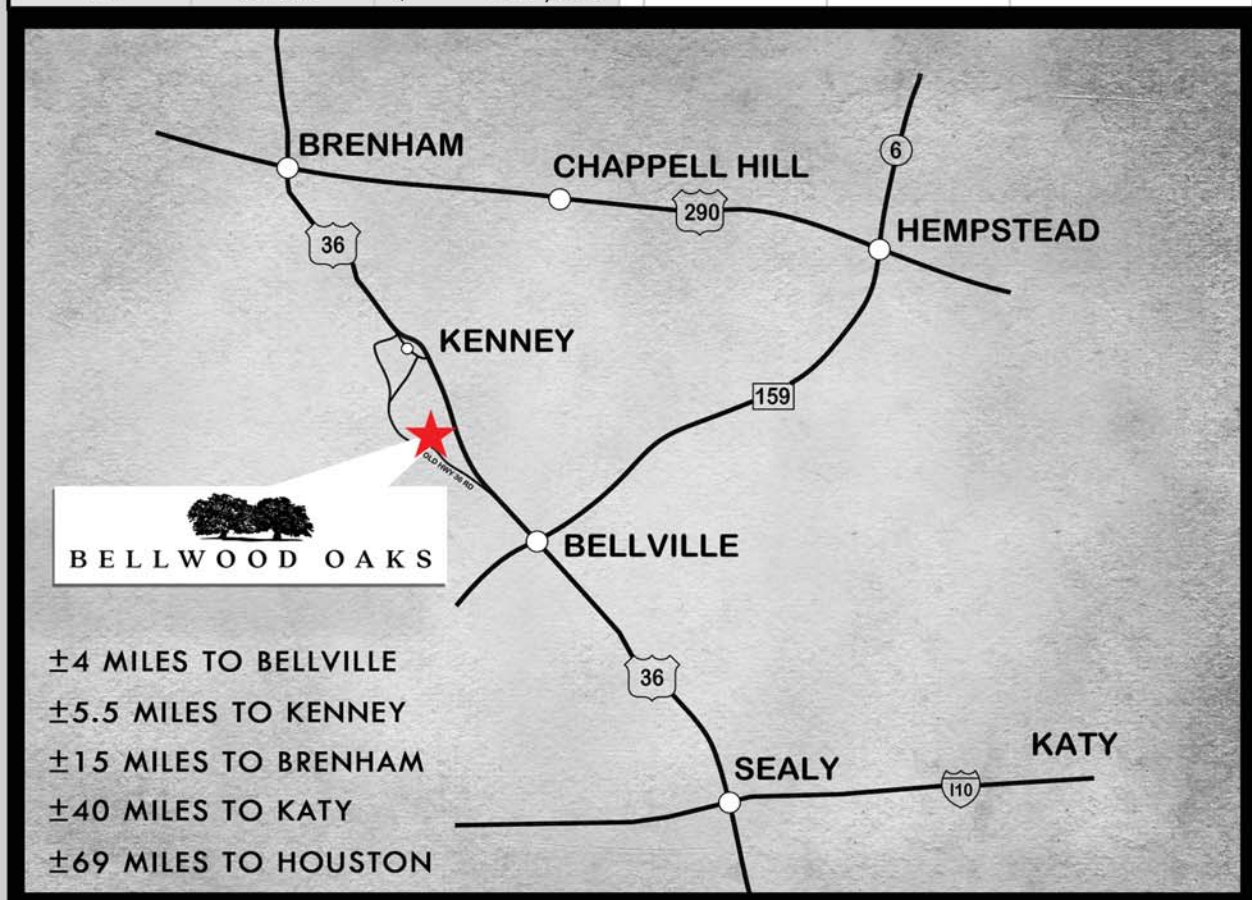 BRENHAM
CHAPPELL HILL
6
290
HEMPSTEAD
36
KENNEY
159
OLD HWY 36 RD
BELLWOOD OAKS
BELLVILLE
±4 MILES TO BELLVILLE
±5.5 MILES TO KENNEY
±15 MILES TO BRENHAM
±40 MILES TO KATY
±69 MILES TO HOUSTON
36
SEALY
KATY
I10